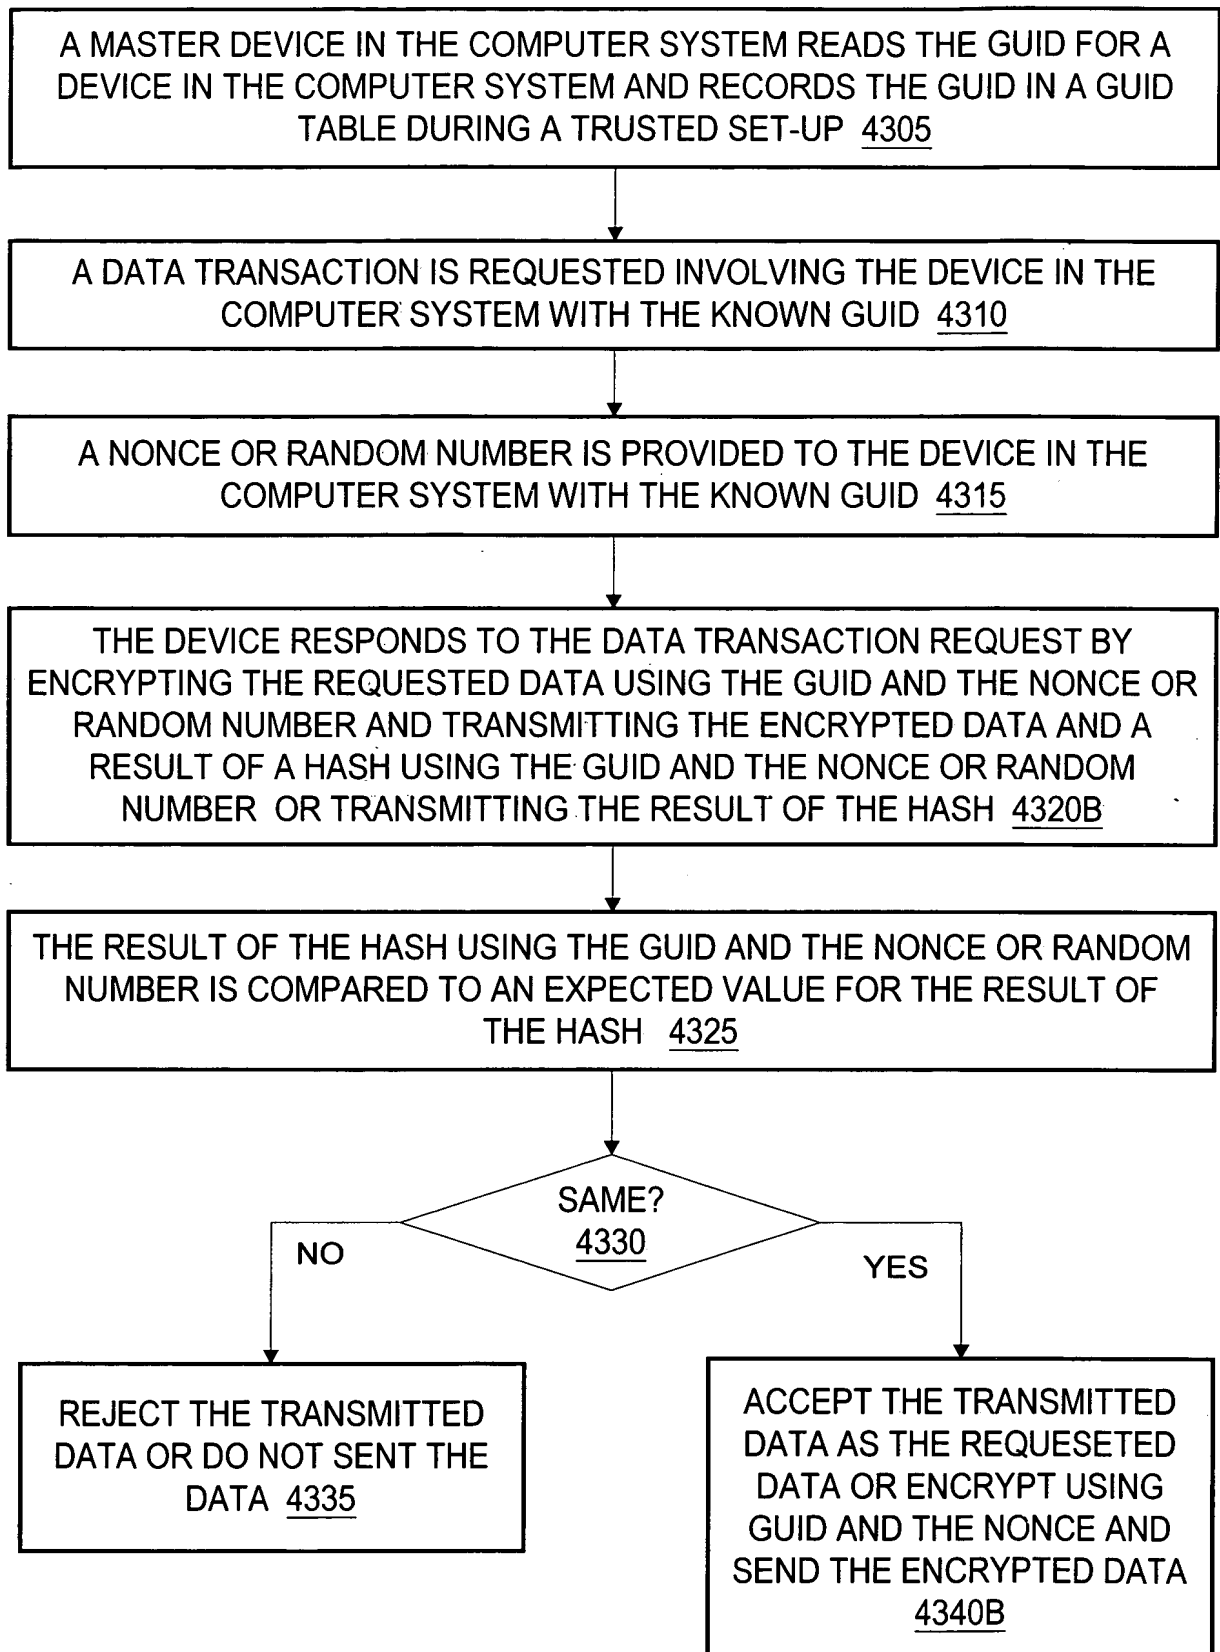 A MASTER DEVICE IN THE COMPUTER SYSTEM READS THE GUID FOR A
DEVICE IN THE COMPUTER SYSTEM AND RECORDS THE GUID IN A GUID
TABLE DURING A TRUSTED SET-UP 4305
A DATA TRANSACTION IS REQUESTED INVOLVING THE DEVICE IN THE
COMPUTER SYSTEM WITH THE KNOWN GUID 4310
A NONCE OR RANDOM NUMBER IS PROVIDED TO THE DEVICE IN THE
COMPUTER SYSTEM WITH THE KNOWN GUID 4315
THE DEVICE RESPONDS TO THE DATA TRANSACTION REQUEST BY
ENCRYPTING THE REQUESTED DATA USING THE GUID AND THE NONCE OR
RANDOM NUMBER AND TRANSMITTING THE ENCRYPTED DATA AND A
RESULT OF A HASH USING THE GUID AND THE NONCE OR RANDOM
NUMBER OR TRANSMITTING THE RESULT OF THE HASH 4320B
THE RESULT OF THE HASH USING THE GUID AND THE NONCE OR RANDOM
NUMBER IS COMPARED TO AN EXPECTED VALUE FOR THE RESULT OF
THE HASH 4325
SAME?
4330
NO
YES
REJECT THE TRANSMITTED
DATA OR DO NOT SENT THE
DATA 4335
ACCEPT THE TRANSMITTED
DATA AS THE REQUESETED
DATA OR ENCRYPT USING
GUID AND THE NONCE AND
SEND THE ENCRYPTED DATA
4340B